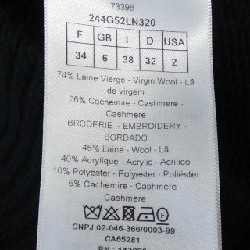 73398
244G52LN320
F GB I D USA
34 6 38 32 2
74% Laine Vierge - Virgin Wool - Lã
de virgem
26% Cachemire - Cashmere -
Cashmere
BRODERIE - EMBROIDERY -
BORDADO
45% Laine - Wool - Lã
40% Acrylique - Acrylic - Acrílico
10% Polyester - Polyester - Poliéster
5% Cachemire - Cashmere -
Cashmere
CNPJ 02-046-366/0003-99
CA65281